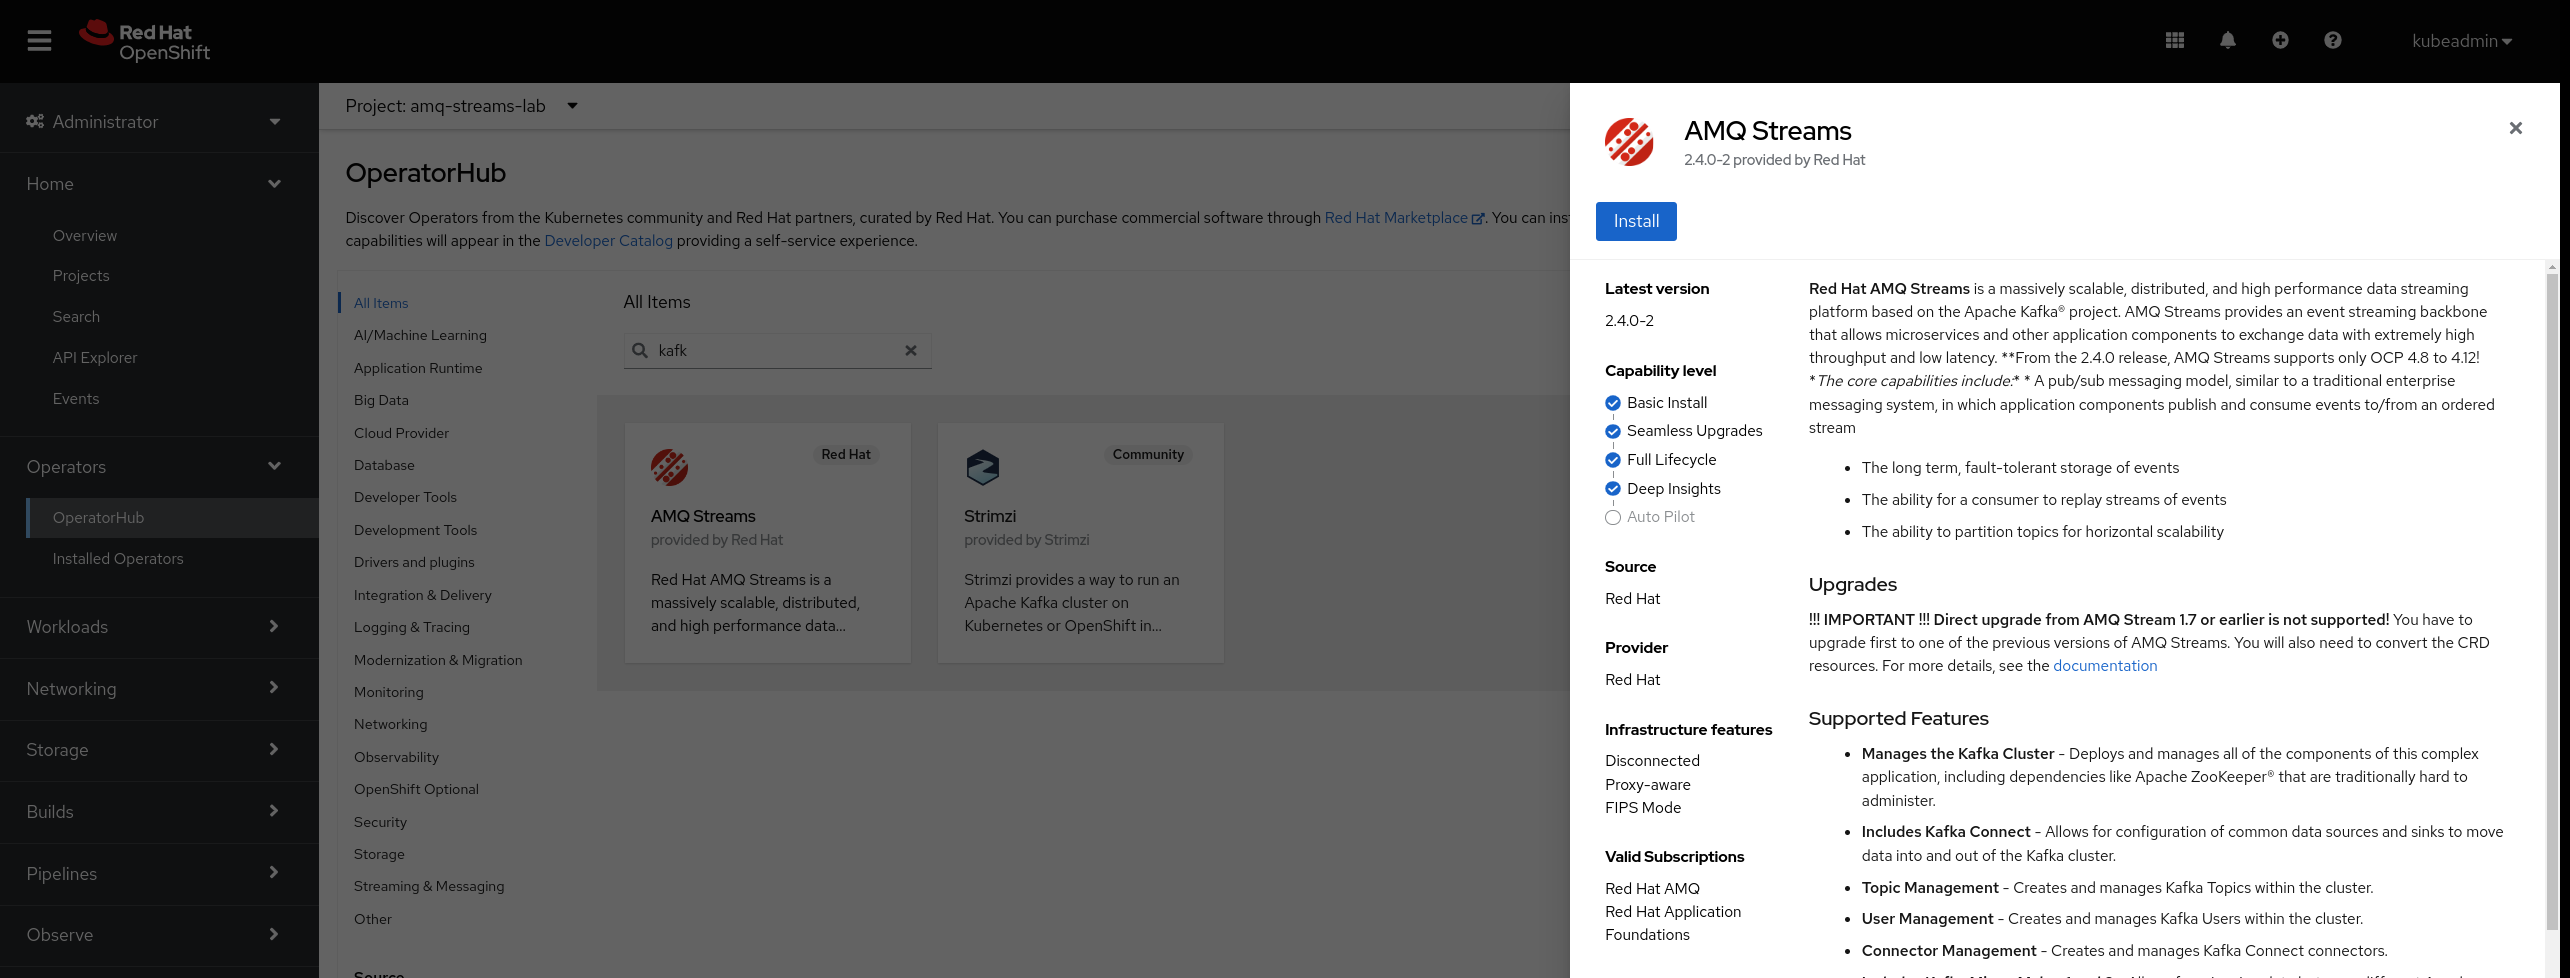 Red Hat
OpenShift
kubeadmin
Administrator
Home
Overview
Projects
Search
API Explorer
Events
Operators
OperatorHub
Installed Operators
Workloads
Networking
Storage
Builds
Pipelines
Observe
Project: amq-streams-lab
OperatorHub
Discover Operators from the Kubernetes community and Red Hat partners, curated by Red Hat. You can purchase commercial software through Red Hat Marketplace. You can
capabilities will appear in the Developer Catalog providing a self-service experience.
All Items
AI/Machine Learning
Application Runtime
Big Data
Cloud Provider
Database
Developer Tools
Development Tools
Drivers and plugins
Integration & Delivery
Logging & Tracing
Modernization & Migration
Monitoring
Networking
Observability
OpenShift Optional
Security
Storage
Streaming & Messaging
Other
Source
All Items
kafk
Red Hat
AMQ Streams
provided by Red Hat
Red Hat AMQ Streams is a
massively scalable, distributed,
and high performance data...
Community
Strimzi
provided by Strimzi
Strimzi provides a way to run an
Apache Kafka cluster on
Kubernetes or OpenShift in...
AMQ Streams
2.4.0-2 provided by Red Hat
Install
Latest version
2.4.0-2
Capability level
Basic Install
Seamless Upgrades
Full Lifecycle
Deep Insights
Auto Pilot
Source
Red Hat
Provider
Red Hat
Infrastructure features
Disconnected
Proxy-aware
FIPS Mode
Valid Subscriptions
Red Hat AMQ
Red Hat Application
Foundations
Red Hat AMQ Streams is a massively scalable, distributed, and high performance data streaming
platform based on the Apache Kafka® project. AMQ Streams provides an event streaming backbone
that allows microservices and other application components to exchange data with extremely high
throughput and low latency. **From the 2.4.0 release, AMQ Streams supports only OCP 4.8 to 4.12!
*The core capabilities include:* * A pub/sub messaging model, similar to a traditional enterprise
messaging system, in which application components publish and consume events to/from an ordered
stream
• The long term, fault-tolerant storage of events
• The ability for a consumer to replay streams of events
• The ability to partition topics for horizontal scalability
Upgrades
!!! IMPORTANT !!! Direct upgrade from AMQ Stream 1.7 or earlier is not supported! You have to
upgrade first to one of the previous versions of AMQ Streams. You will also need to convert the CRD
resources. For more details, see the documentation
Supported Features
• Manages the Kafka Cluster - Deploys and manages all of the components of this complex
application, including dependencies like Apache ZooKeeper® that are traditionally hard to
administer.
• Includes Kafka Connect - Allows for configuration of common data sources and sinks to move
data into and out of the Kafka cluster.
• Topic Management - Creates and manages Kafka Topics within the cluster.
• User Management - Creates and manages Kafka Users within the cluster.
• Connector Management - Creates and manages Kafka Connect connectors.